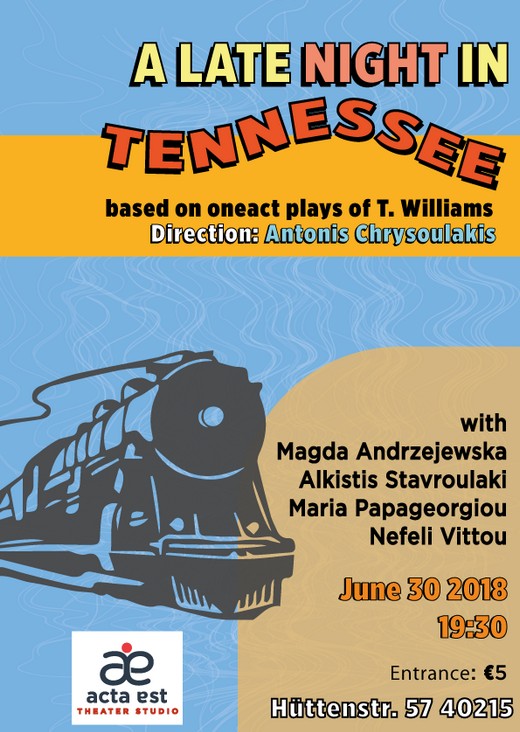 A LATE NIGHT IN
TENNESSEE
based on oneact plays of T. Williams
Direction: Antonis Chrysoulakis
with
Magda Andrzejewska
Alkistis Stavroulaki
Maria Papageorgiou
Nefeli Vittou
June 30 2018
19:30
Entrance: €5
Hüttenstr. 57 40215
æ
acta est
THEATER STUDIO